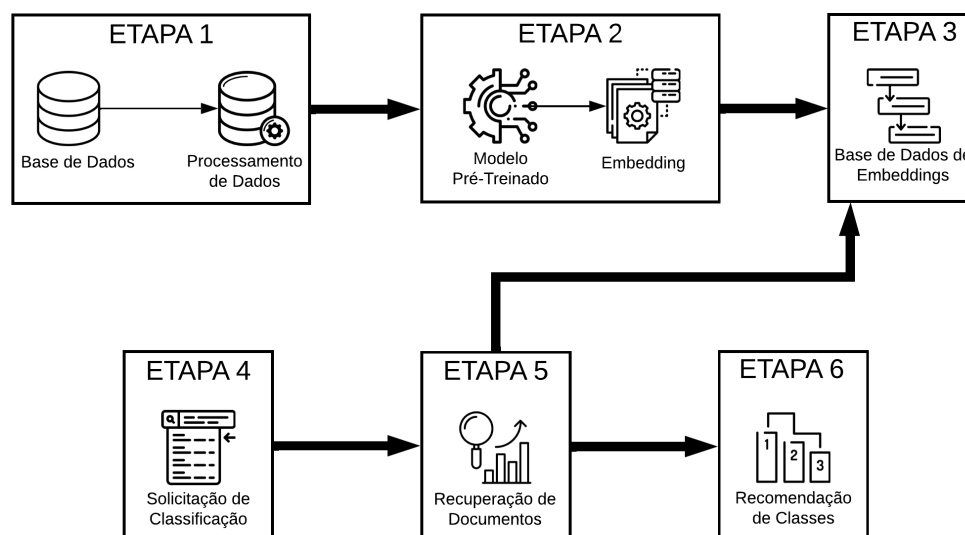 ETAPA 1
Base de Dados
Processamento
de Dados
ETAPA 2
Modelo
Pré-Treinado
Embedding
ETAPA 3
Base de Dados de
Embeddings
ETAPA 4
Solicitação de
Classificação
ETAPA 5
Recuperação de
Documentos
ETAPA 6
1
2
3
Recomendação
de Classes